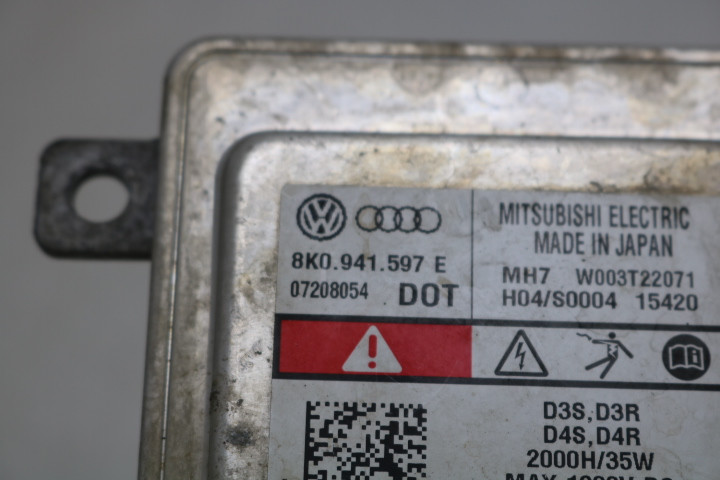 8K0.941.597 E
07208054 DOT
MITSUBISHI ELECTRIC
MADE IN JAPAN
MH7 W003T22071
H04/S0004 15420
D3S,D3R
D4S,D4R
2000H/35W
MAX